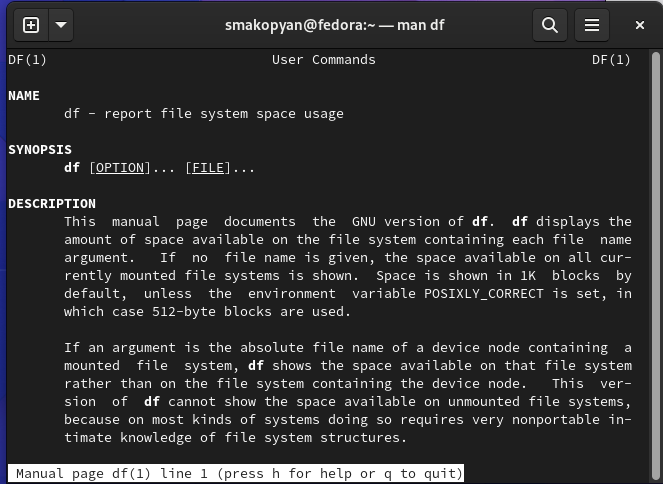 smakopyan@fedora:~ — man df
DF(1) User Commands DF(1)
NAME
df - report file system space usage
SYNOPSIS
df [OPTION]... [FILE]...
DESCRIPTION
This manual page documents the GNU version of df. df displays the
amount of space available on the file system containing each file name
argument. If no file name is given, the space available on all cur-
rently mounted file systems is shown. Space is shown in 1K blocks by
default, unless the environment variable POSIXLY_CORRECT is set, in
which case 512-byte blocks are used.
If an argument is the absolute file name of a device node containing a
mounted file system, df shows the space available on that file system
rather than on the file system containing the device node. This ver-
sion of df cannot show the space available on unmounted file systems,
because on most kinds of systems doing so requires very nonportable in-
timate knowledge of file system structures.
Manual page df(1) line 1 (press h for help or q to quit)